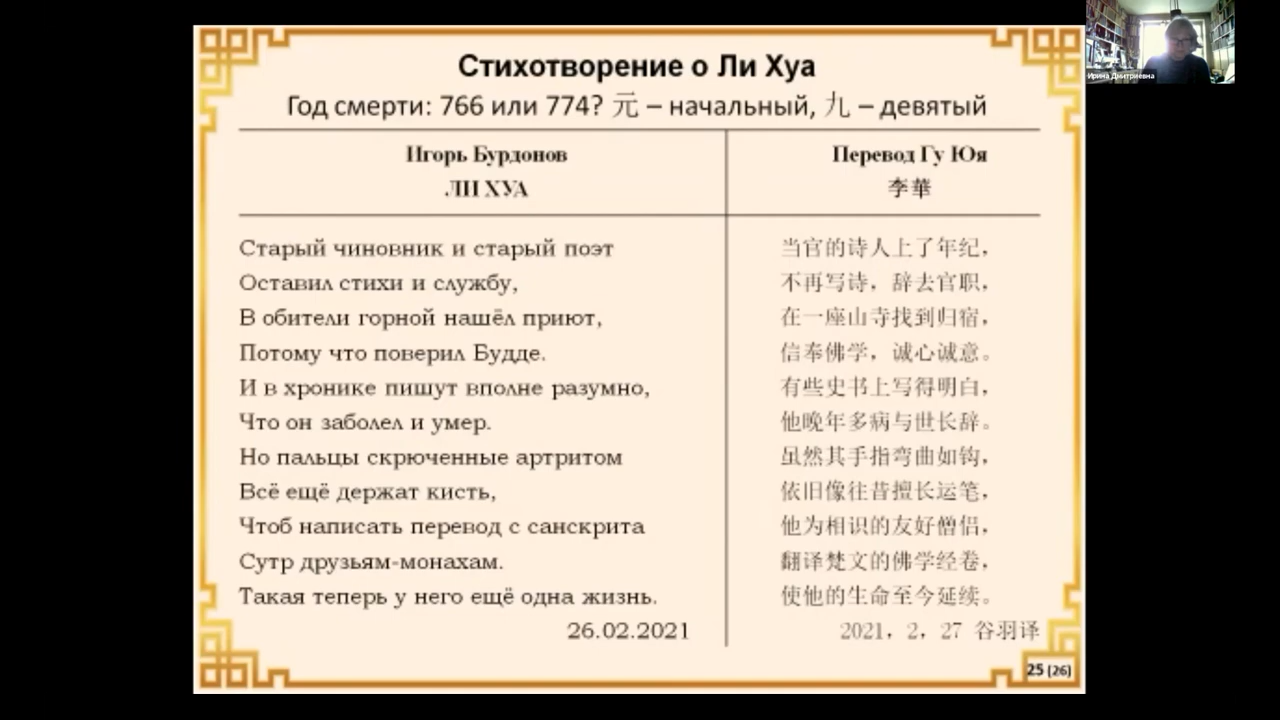 Стихотворение о Ли Хуа
Год смерти: 766 или 774? 元 – начальный, 九 – девятый
Игорь Бурдонов
ЛИ ХУА
Старый чиновник и старый поэт
Оставил стихи и службу,
В обители горной нашёл приют,
Потому что поверил Будде.
И в хронике пишут вполне разумно,
Что он заболел и умер.
Но пальцы скрюченные артритом
Всё ещё держат кисть,
Чтоб написать перевод с санскрита
Сутр друзьям-монахам.
Такая теперь у него ещё одна жизнь.
26.02.2021
Перевод Гу Юя
李華
当官的诗人上了年纪，
不再写诗，辞去官职，
在一座山寺找到归宿，
信奉佛学，诚心诚意。
有些史书上写得明白，
他晚年多病与世长辞。
虽然其手指弯曲如钩，
依旧像往昔擅长运笔，
他为相识的友好僧侣，
翻译梵文的佛学经卷，
使他的生命至今延续。
2021，2，27 谷羽译
25 (26)
Ирина Дмитриевна